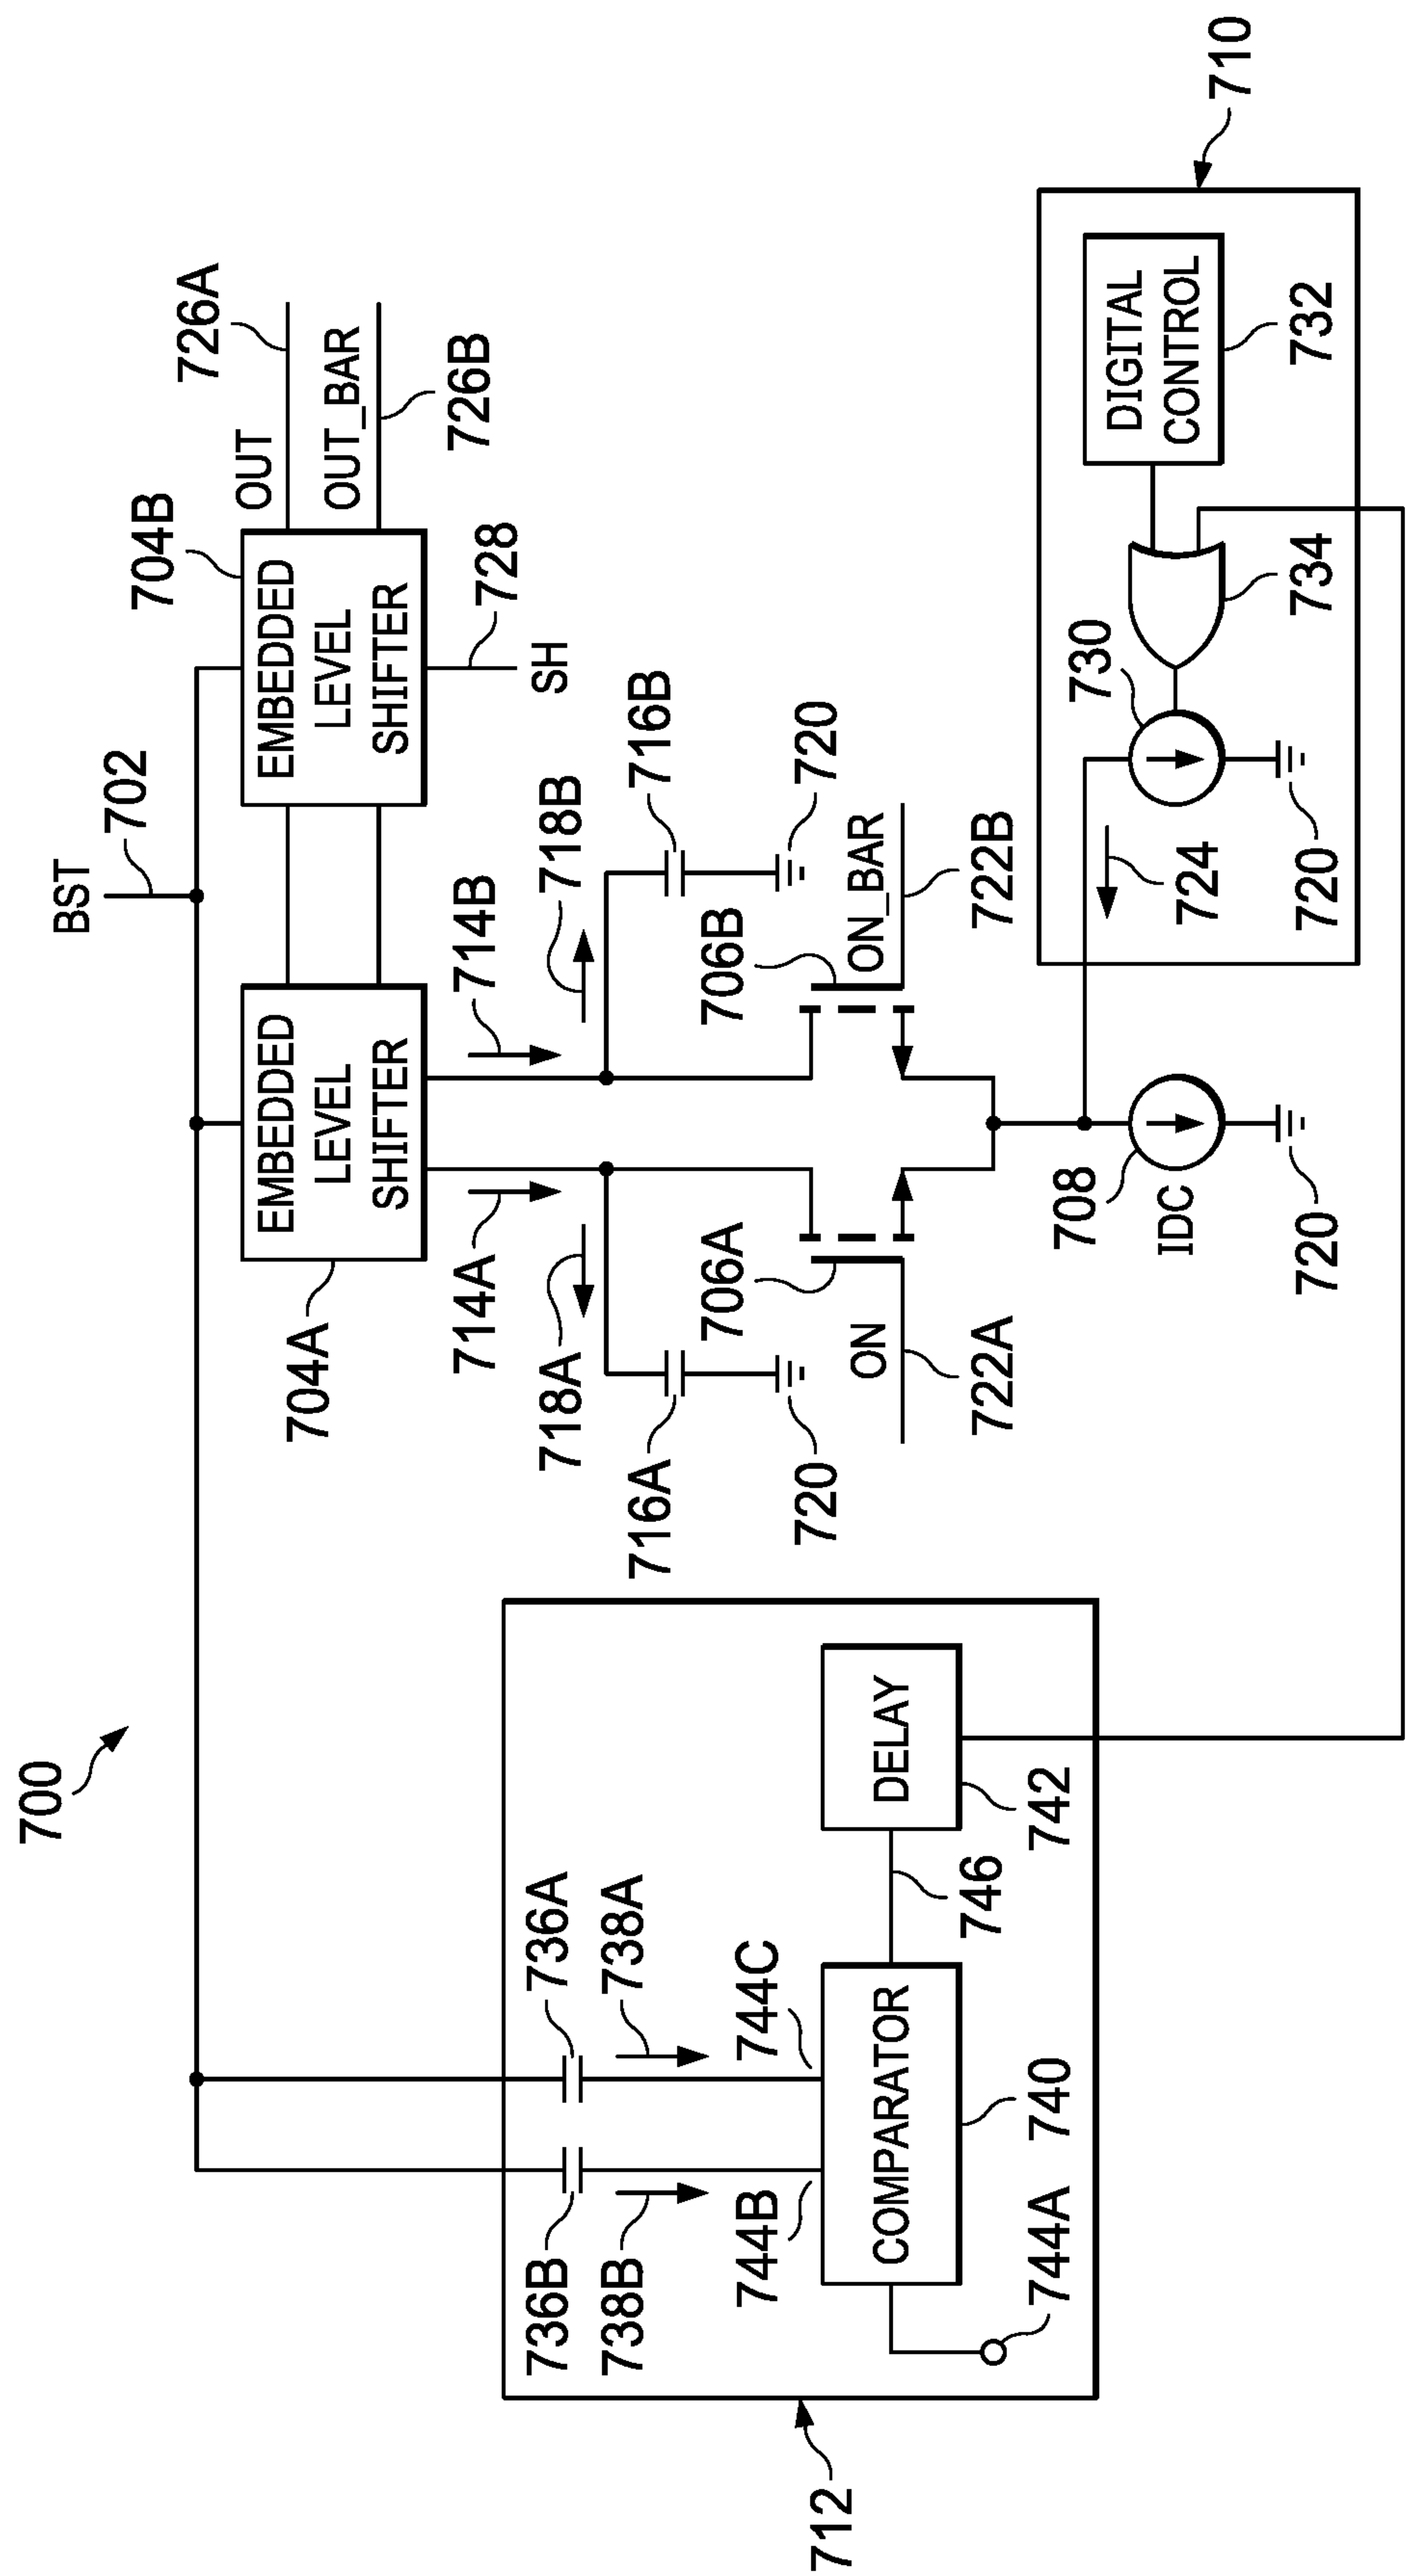 700
BST
702
704A
EMBEDDED
LEVEL
SHIFTER
704B
EMBEDDED
LEVEL
SHIFTER
OUT
726A
OUT_BAR
726B
728
SH
714A
714B
718A
718B
716A
716B
720
720
706A
706B
ON
722A
ON_BAR
722B
708
IDC
720
710
724
730
720
734
DIGITAL
CONTROL
732
712
736B
736A
738B
738A
744B
744C
COMPARATOR
740
744A
746
DELAY
742